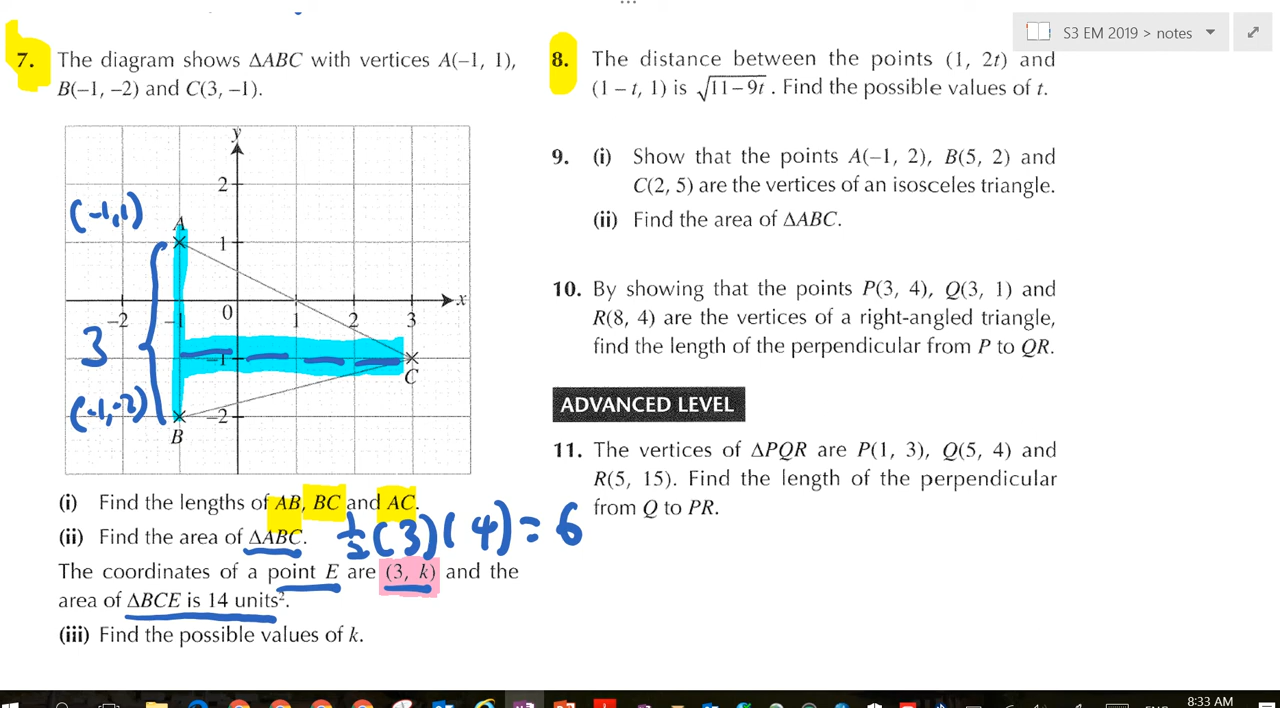 S3 EM 2019 > notes
7. The diagram shows ΔABC with vertices A(−1, 1),
B(−1, −2) and C(3, −1).
y
2
(-1,1)
A
1
−2
−1
0
1
2
3
x
3
−1
C
(-1,-2)
−2
B
(i) Find the lengths of AB, BC and AC.
(ii) Find the area of ΔABC. 1/2 (3)(4) = 6
The coordinates of a point E are (3, k) and the
area of ΔBCE is 14 units².
(iii) Find the possible values of k.
8. The distance between the points (1, 2t) and
(1 − t, 1) is √11 − 9t . Find the possible values of t.
9. (i) Show that the points A(−1, 2), B(5, 2) and
C(2, 5) are the vertices of an isosceles triangle.
(ii) Find the area of ΔABC.
10. By showing that the points P(3, 4), Q(3, 1) and
R(8, 4) are the vertices of a right-angled triangle,
find the length of the perpendicular from P to QR.
ADVANCED LEVEL
11. The vertices of ΔPQR are P(1, 3), Q(5, 4) and
R(5, 15). Find the length of the perpendicular
from Q to PR.
8:33 AM